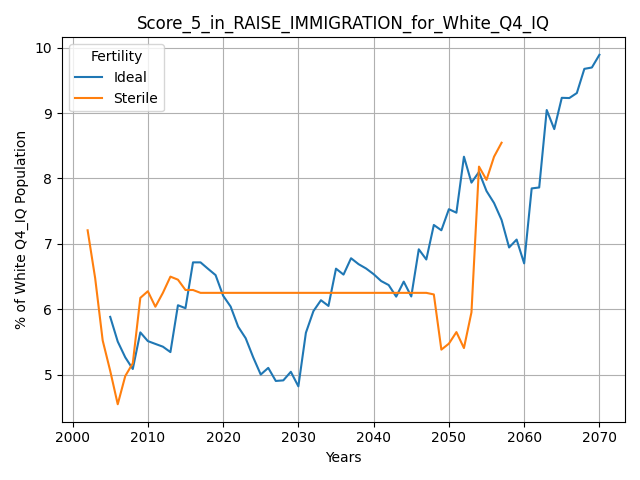 Score_5_in_RAISE_IMMIGRATION_for_White_Q4_IQ
Fertility
Ideal
Sterile
% of White Q4_IQ Population
10
9
8
7
6
5
2000 2010 2020 2030 2040 2050 2060 2070
Years